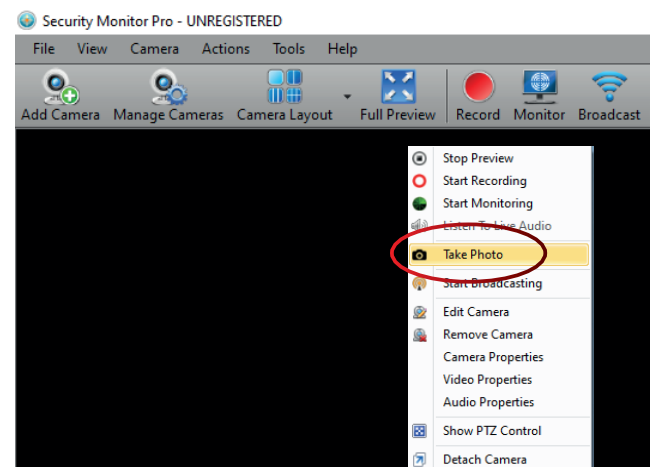 Security Monitor Pro - UNREGISTERED
File View Camera Actions Tools Help
Add Camera Manage Cameras Camera Layout Full Preview Record Monitor Broadcast
Stop Preview
Start Recording
Start Monitoring
Listen To Live Audio
Take Photo
Start Broadcasting
Edit Camera
Remove Camera
Camera Properties
Video Properties
Audio Properties
Show PTZ Control
Detach Camera